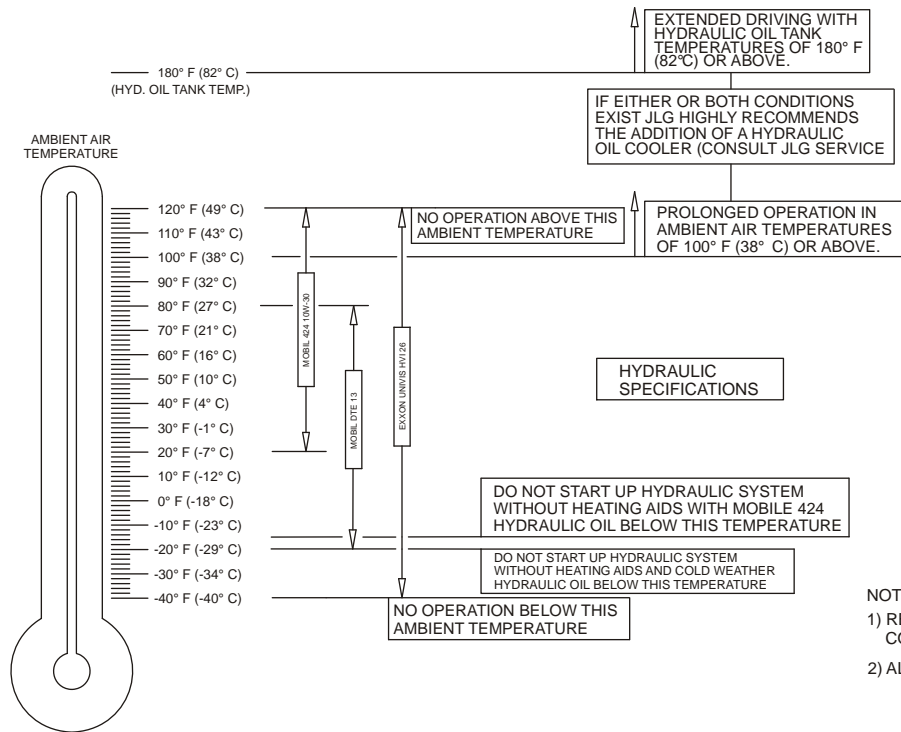 EXTENDED DRIVING WITH
HYDRAULIC OIL TANK
TEMPERATURES OF 180° F
(82°C) OR ABOVE.
180° F (82° C)
(HYD. OIL TANK TEMP.)
IF EITHER OR BOTH CONDITIONS
EXIST JLG HIGHLY RECOMMENDS
THE ADDITION OF A HYDRAULIC
OIL COOLER (CONSULT JLG SERVICE
AMBIENT AIR
TEMPERATURE
120° F (49° C)
110° F (43° C)
100° F (38° C)
90° F (32° C)
80° F (27° C)
70° F (21° C)
60° F (16° C)
50° F (10° C)
40° F (4° C)
30° F (-1° C)
20° F (-7° C)
10° F (-12° C)
0° F (-18° C)
-10° F (-23° C)
-20° F (-29° C)
-30° F (-34° C)
-40° F (-40° C)
NO OPERATION ABOVE THIS
AMBIENT TEMPERATURE
PROLONGED OPERATION IN
AMBIENT AIR TEMPERATURES
OF 100° F (38° C) OR ABOVE.
MOBIL 424 10W-30
MOBIL DTE 13
EXXON UNIVIS HVI 26
HYDRAULIC
SPECIFICATIONS
DO NOT START UP HYDRAULIC SYSTEM
WITHOUT HEATING AIDS WITH MOBILE 424
HYDRAULIC OIL BELOW THIS TEMPERATURE
DO NOT START UP HYDRAULIC SYSTEM
WITHOUT HEATING AIDS AND COLD WEATHER
HYDRAULIC OIL BELOW THIS TEMPERATURE
NO OPERATION BELOW THIS
AMBIENT TEMPERATURE
NOT
1) RE
CO
2) AL